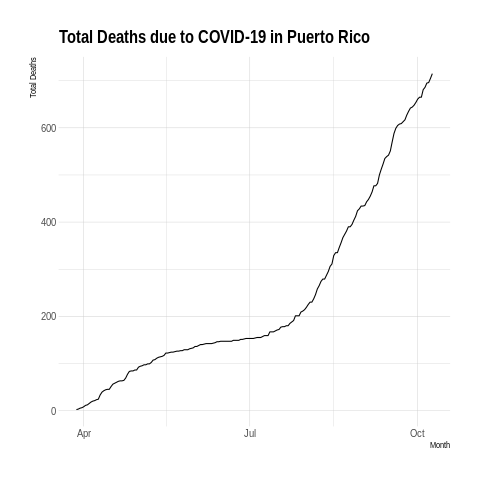 Total Deaths due to COVID-19 in Puerto Rico
Total Deaths
600
400
200
0
Apr Jul Oct
Month